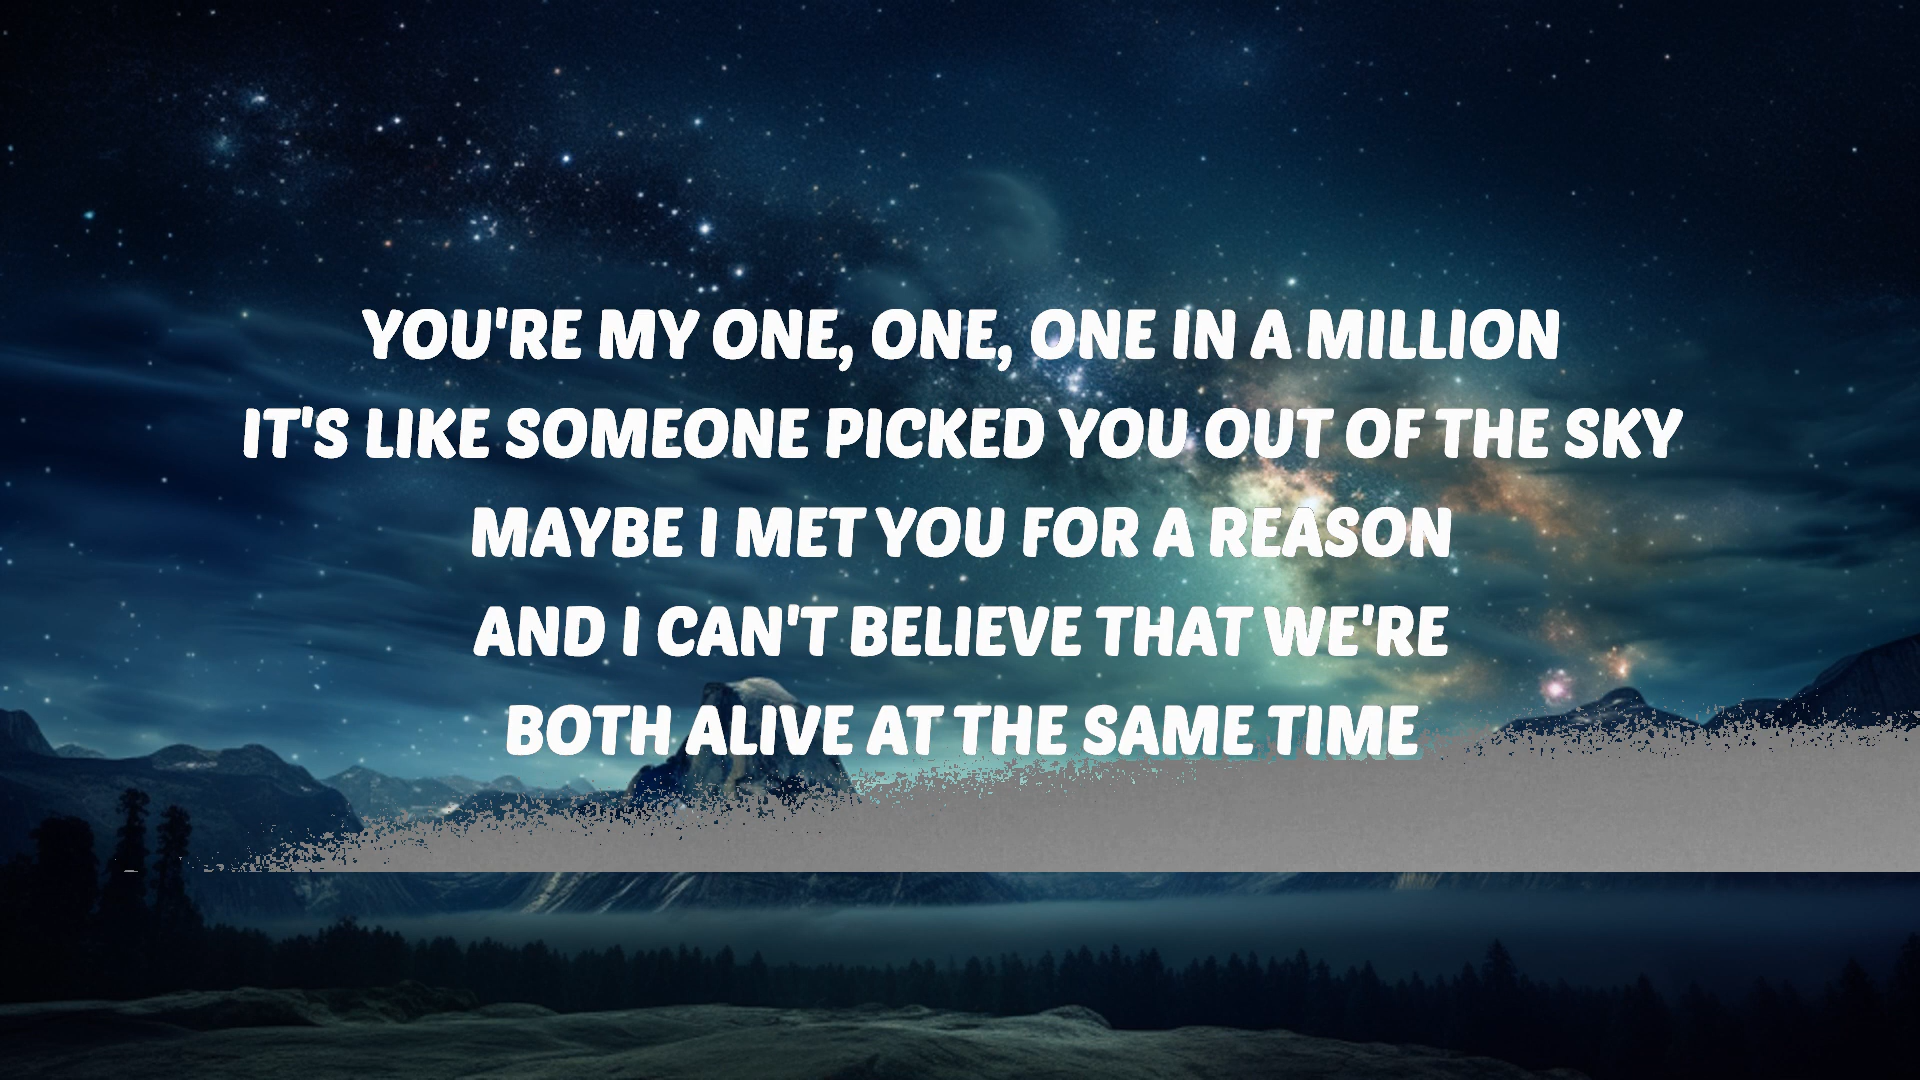 YOU'RE MY ONE, ONE, ONE IN A MILLION
IT'S LIKE SOMEONE PICKED YOU OUT OF THE SKY
MAYBE I MET YOU FOR A REASON
AND I CAN'T BELIEVE THAT WE'RE
BOTH ALIVE AT THE SAME TIME